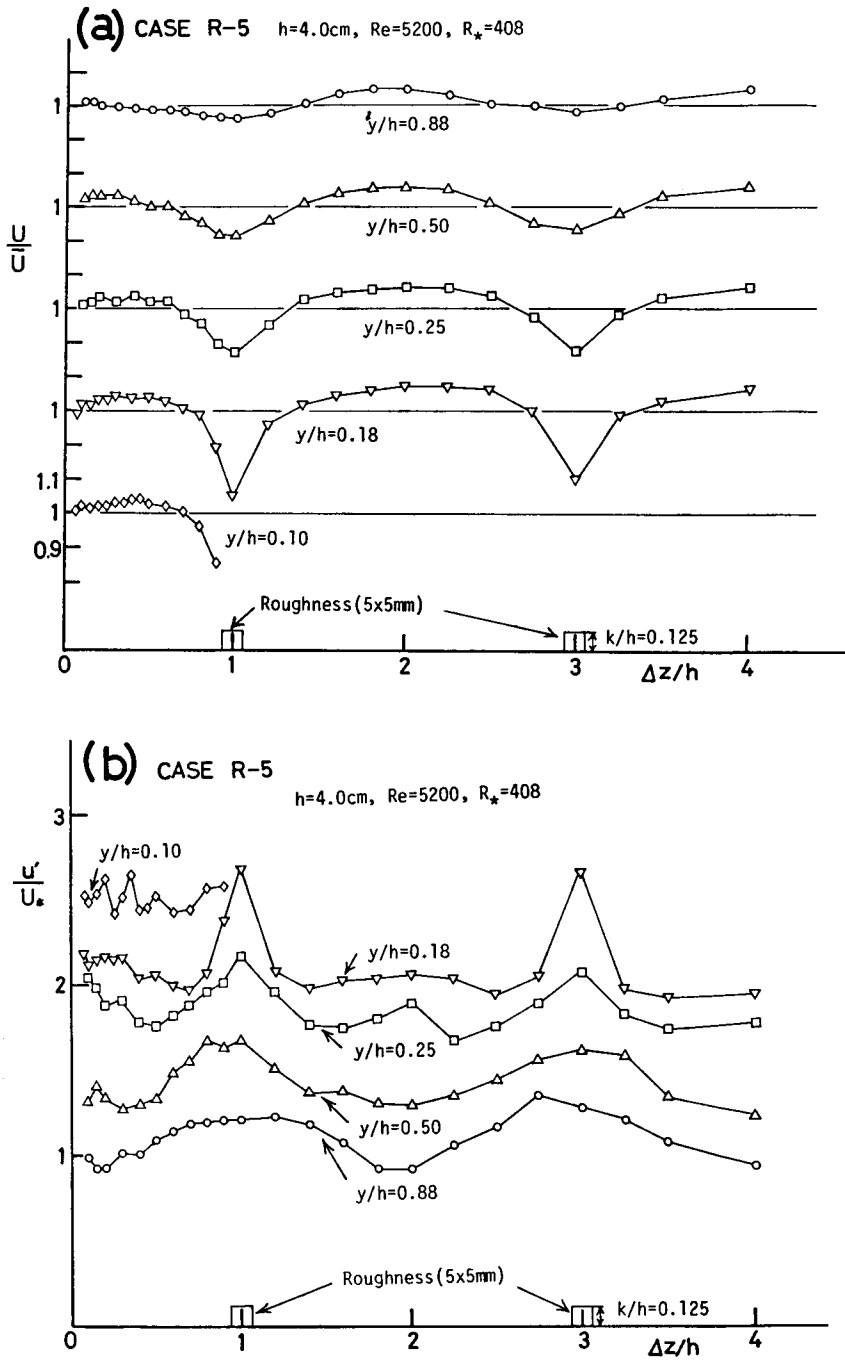 (a) CASE R-5 h=4.0cm, Re=5200, R*=408
1
y/h=0.88
1
y/h=0.50
U/Ū
1
y/h=0.25
1
y/h=0.18
1.1
1
y/h=0.10
0.9
Roughness(5x5mm)
k/h=0.125
0 1 2 3 4
Δz/h
(b) CASE R-5
h=4.0cm, Re=5200, R*=408
3
y/h=0.10
u'/U*
y/h=0.18
2
y/h=0.25
y/h=0.50
1
y/h=0.88
Roughness(5x5mm)
k/h=0.125
0 1 2 3 4
Δz/h